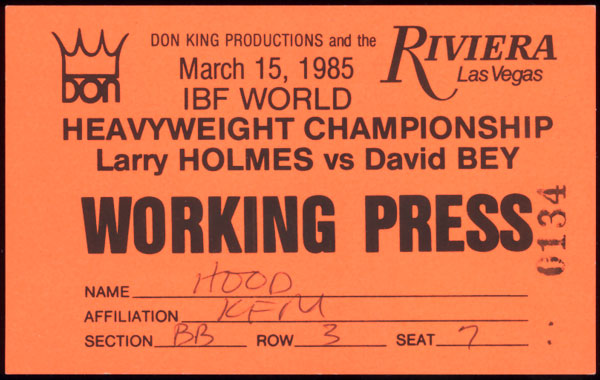 DON
DON KING PRODUCTIONS and the
RIVIERA
Las Vegas
March 15, 1985
IBF WORLD
HEAVYWEIGHT CHAMPIONSHIP
Larry HOLMES vs David BEY
WORKING PRESS
0134
NAME HOOD
AFFILIATION
SECTION BB ROW 3 SEAT 7